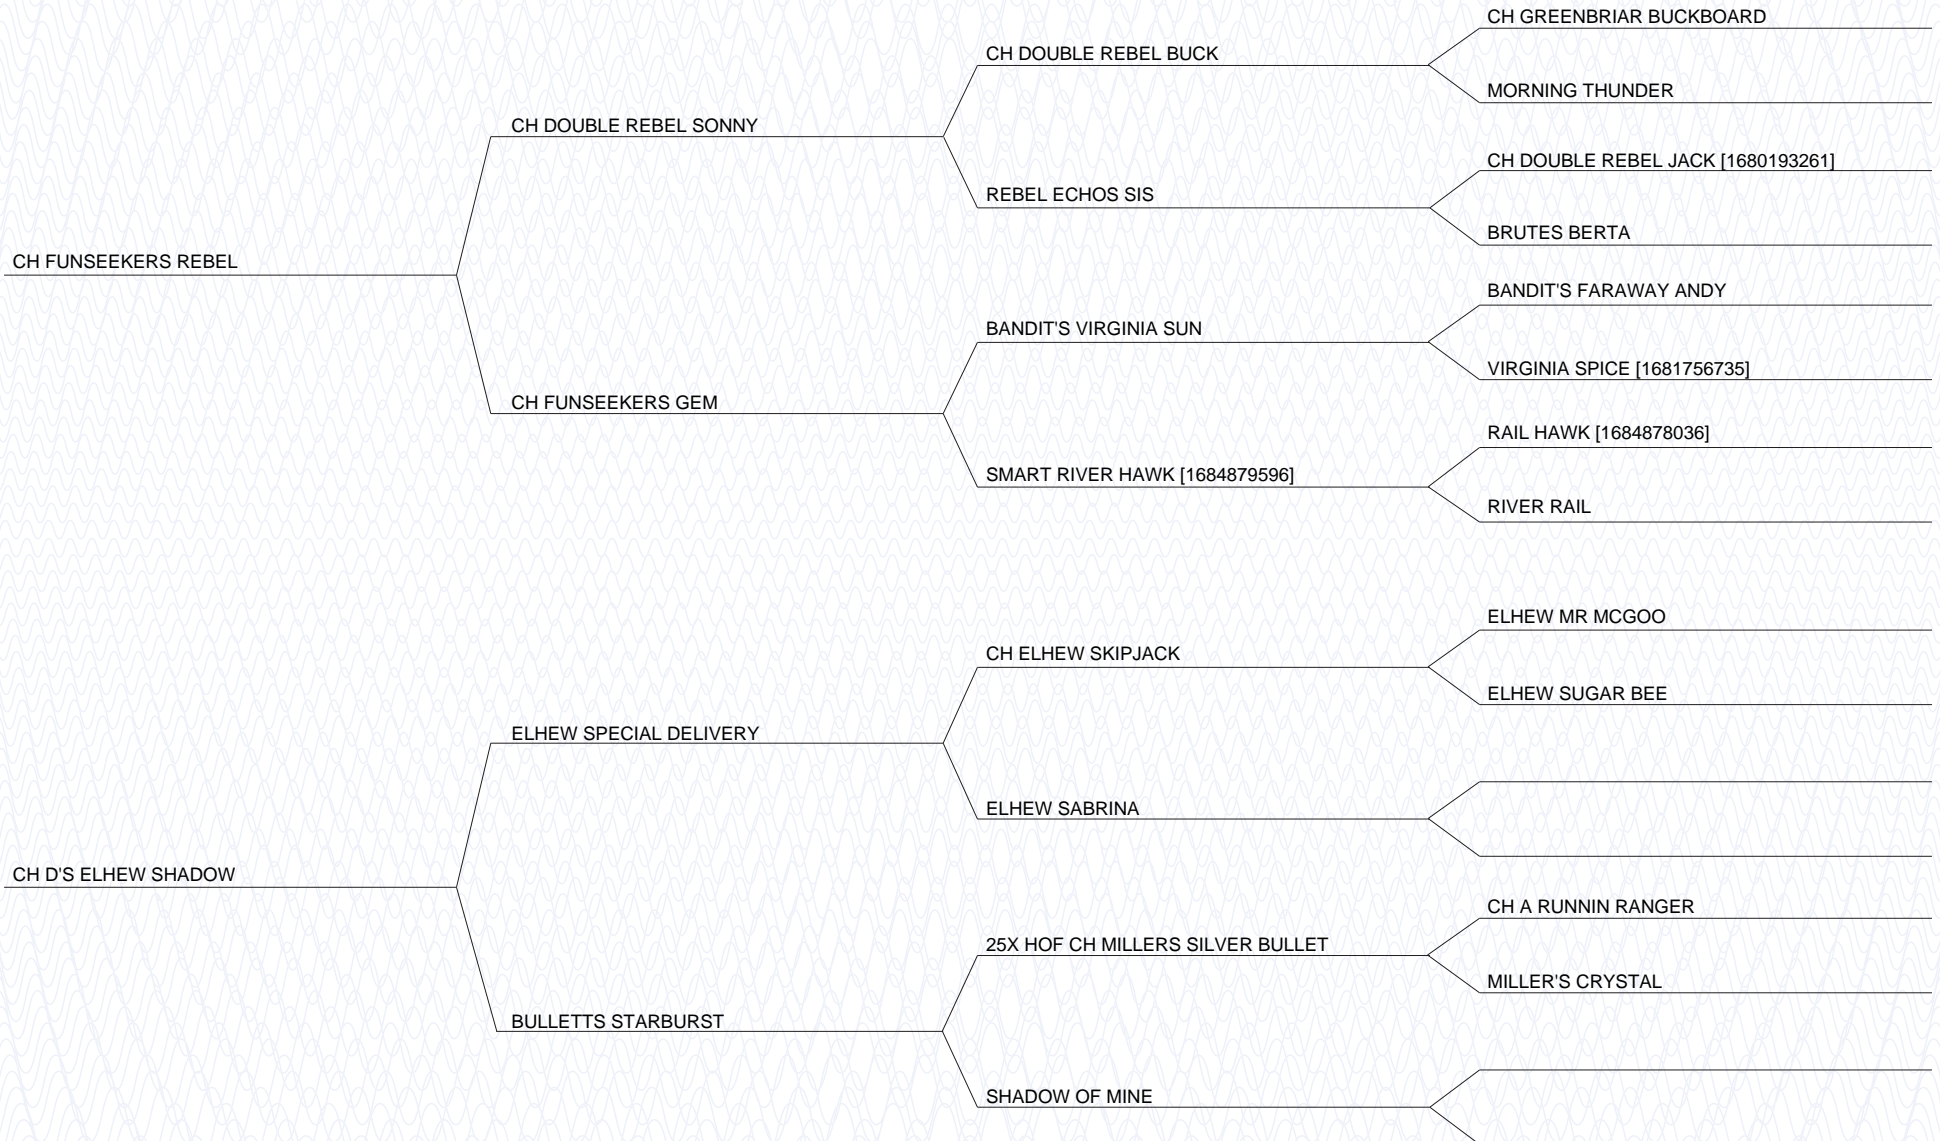 CH GREENBRIAR BUCKBOARD
CH DOUBLE REBEL BUCK
MORNING THUNDER
CH DOUBLE REBEL SONNY
CH DOUBLE REBEL JACK [1680193261]
REBEL ECHOS SIS
BRUTES BERTA
CH FUNSEEKERS REBEL
BANDIT'S FARAWAY ANDY
BANDIT'S VIRGINIA SUN
VIRGINIA SPICE [1681756735]
CH FUNSEEKERS GEM
RAIL HAWK [1684878036]
SMART RIVER HAWK [1684879596]
RIVER RAIL
ELHEW MR MCGOO
CH ELHEW SKIPJACK
ELHEW SUGAR BEE
ELHEW SPECIAL DELIVERY
ELHEW SABRINA
CH D'S ELHEW SHADOW
CH A RUNNIN RANGER
25X HOF CH MILLERS SILVER BULLET
MILLER'S CRYSTAL
BULLETTS STARBURST
SHADOW OF MINE